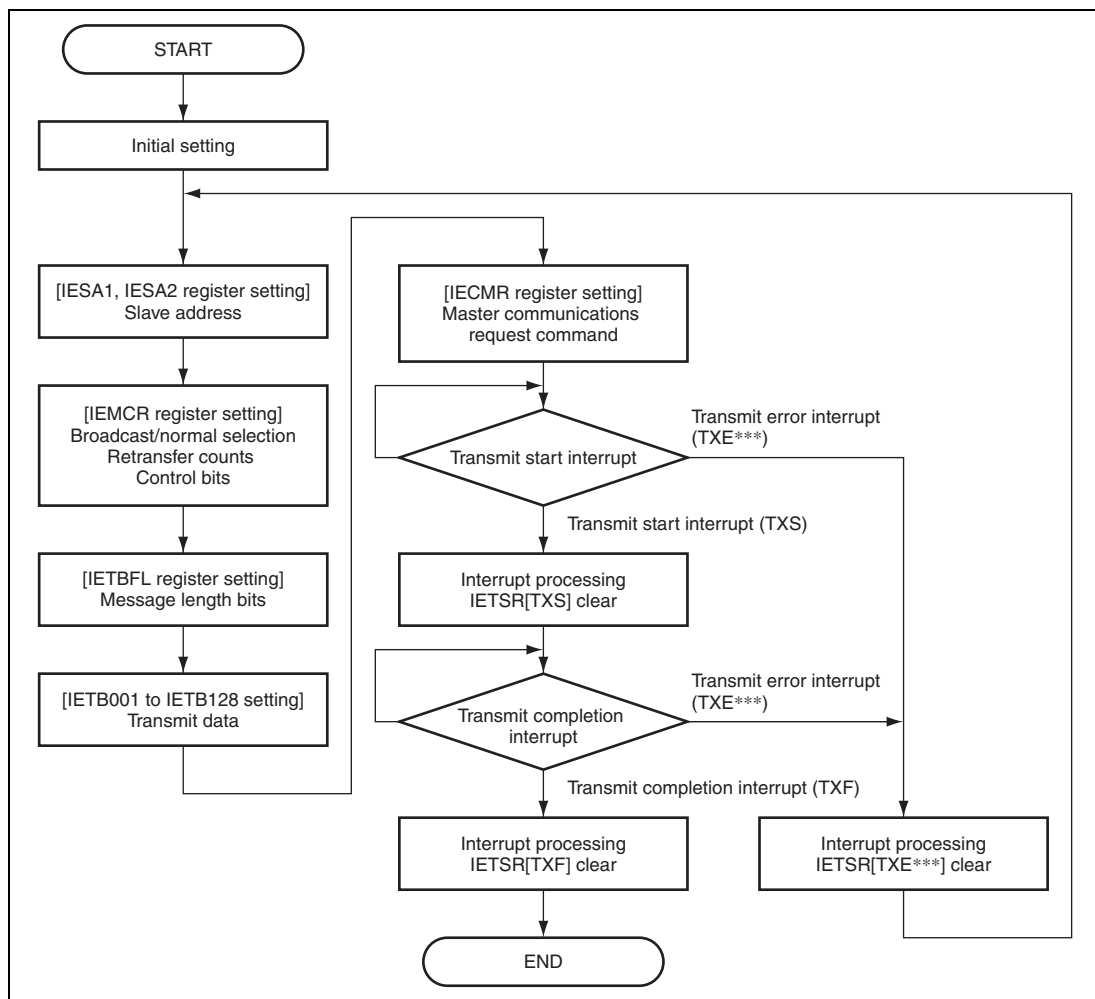 START
Initial setting
[IESA1, IESA2 register setting]
Slave address
[IEMCR register setting]
Broadcast/normal selection
Retransfer counts
Control bits
[IETBFL register setting]
Message length bits
[IETB001 to IETB128 setting]
Transmit data
[IECMR register setting]
Master communications
request command
Transmit start interrupt
Transmit error interrupt
(TXE***)
Transmit start interrupt (TXS)
Interrupt processing
IETSR[TXS] clear
Transmit completion
interrupt
Transmit error interrupt
(TXE***)
Transmit completion interrupt (TXF)
Interrupt processing
IETSR[TXF] clear
Interrupt processing
IETSR[TXE***] clear
END